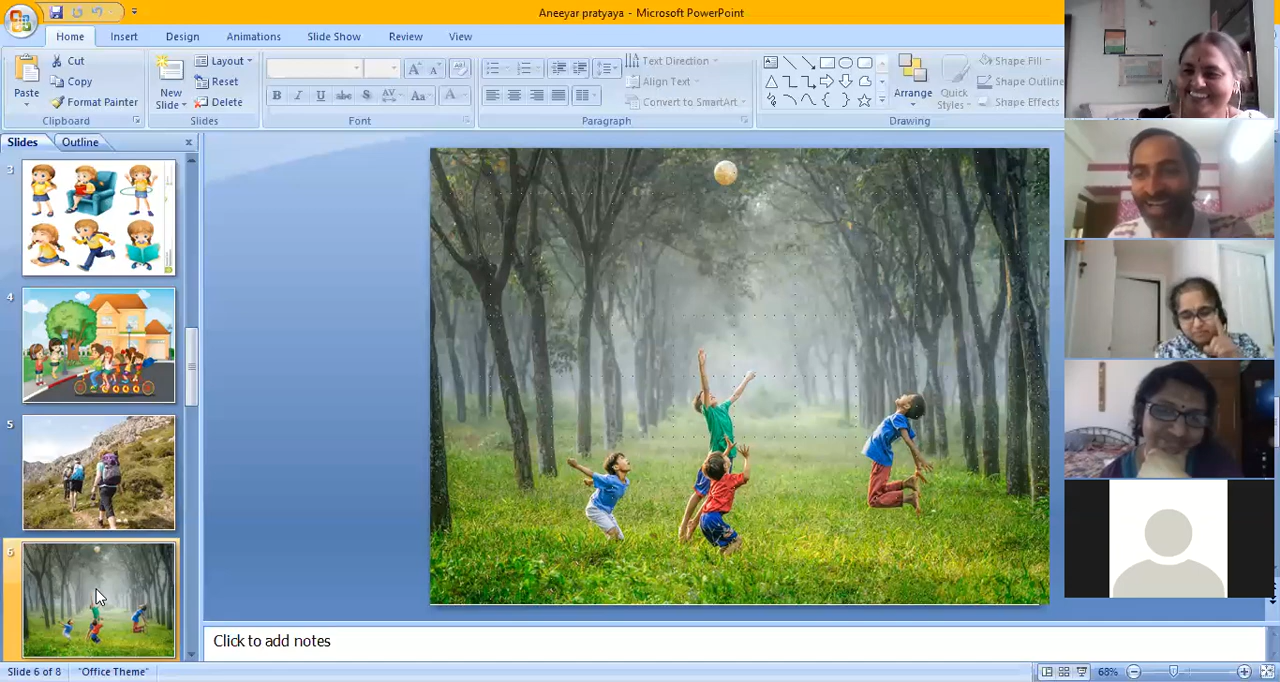 Aneeyar pratyaya - Microsoft PowerPoint
Home Insert Design Animations Slide Show Review View
Paste
Cut
Copy
Format Painter
Clipboard
New
Slide
Layout
Reset
Delete
Slides
B I U abc S AV Aa A
Font
Text Direction
Align Text
Convert to SmartArt
Paragraph
Arrange
Quick
Styles
Shape Fill
Shape Outline
Shape Effects
Drawing
Slides Outline
3
4
5
6
Click to add notes
Slide 6 of 8 "Office Theme" 68%